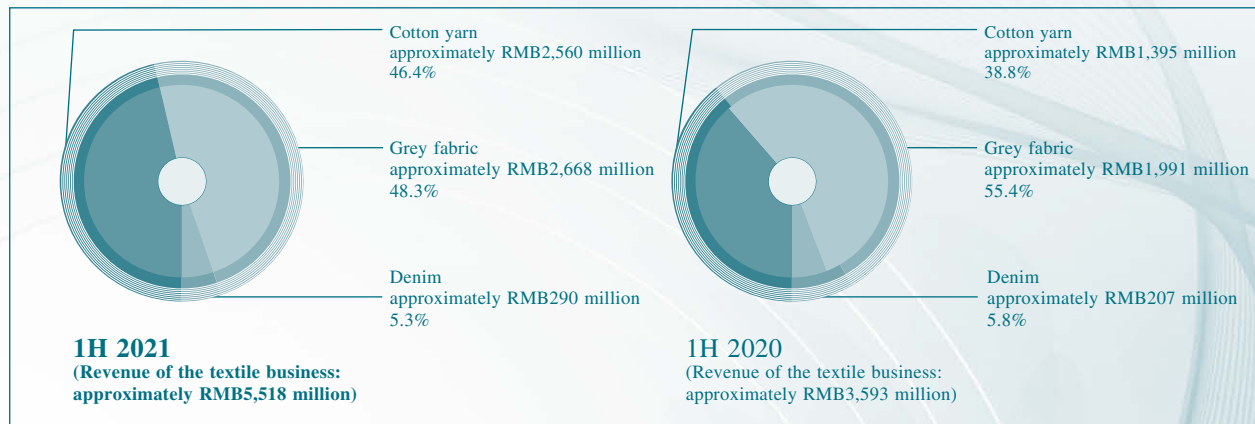 Cotton yarn
approximately RMB2,560 million
46.4%
Grey fabric
approximately RMB2,668 million
48.3%
Denim
approximately RMB290 million
5.3%
1H 2021
(Revenue of the textile business:
approximately RMB5,518 million)
Cotton yarn
approximately RMB1,395 million
38.8%
Grey fabric
approximately RMB1,991 million
55.4%
Denim
approximately RMB207 million
5.8%
1H 2020
(Revenue of the textile business:
approximately RMB3,593 million)